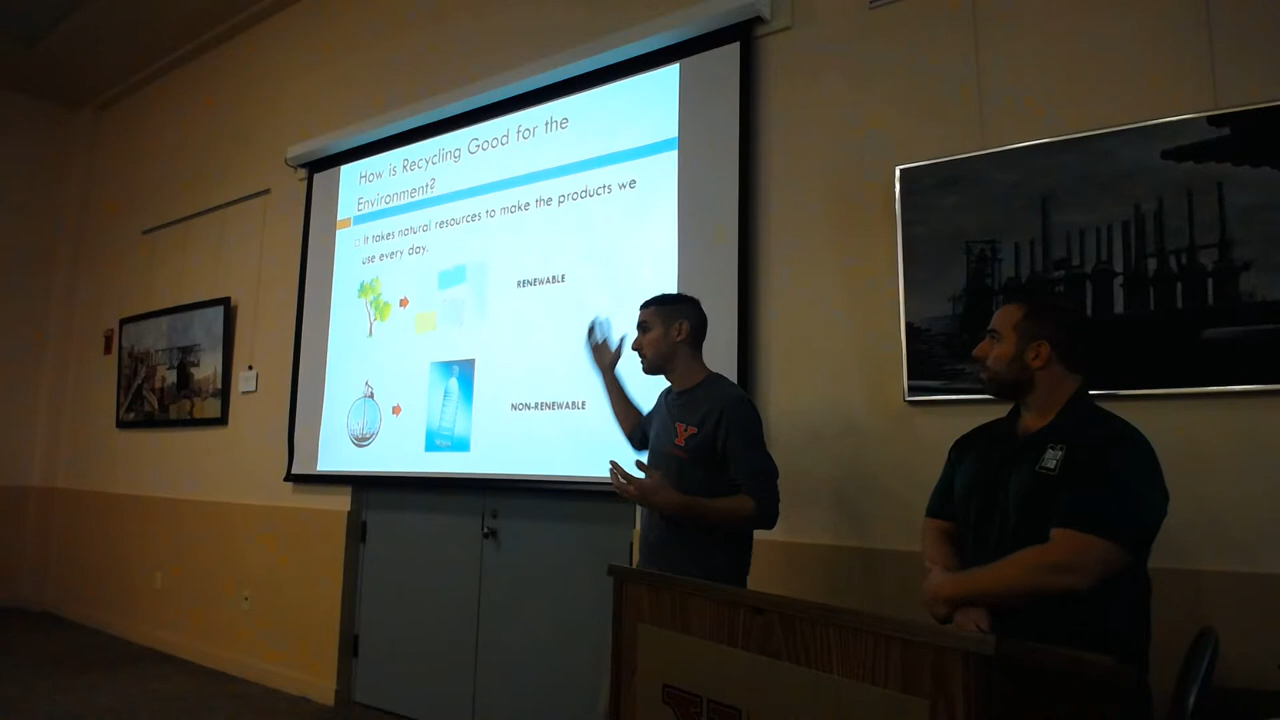 How is Recycling Good for the
Environment?
It takes natural resources to make the products we
use every day.
RENEWABLE
NON-RENEWABLE
Y